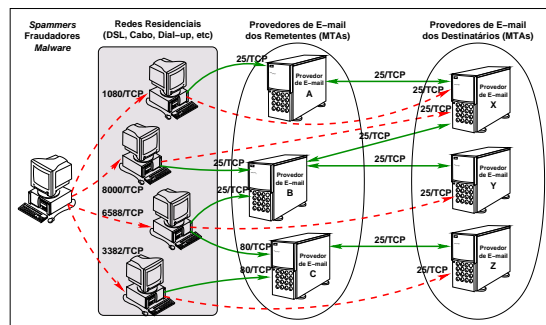 Spammers
Fraudadores
Malware
Redes Residenciais
(DSL, Cabo, Dial-up, etc)
Provedores de E-mail
dos Remetentes (MTAs)
Provedores de E-mail
dos Destinatários (MTAs)
25/TCP
Provedor
de E-mail
A
25/TCP
Provedor
de E-mail
X
1080/TCP
25/TCP
25/TCP
25/TCP
25/TCP
8000/TCP
25/TCP
Provedor
de E-mail
B
25/TCP
Provedor
de E-mail
Y
6588/TCP
25/TCP
25/TCP
3382/TCP
80/TCP
Provedor
de E-mail
C
25/TCP
Provedor
de E-mail
Z
80/TCP
25/TCP